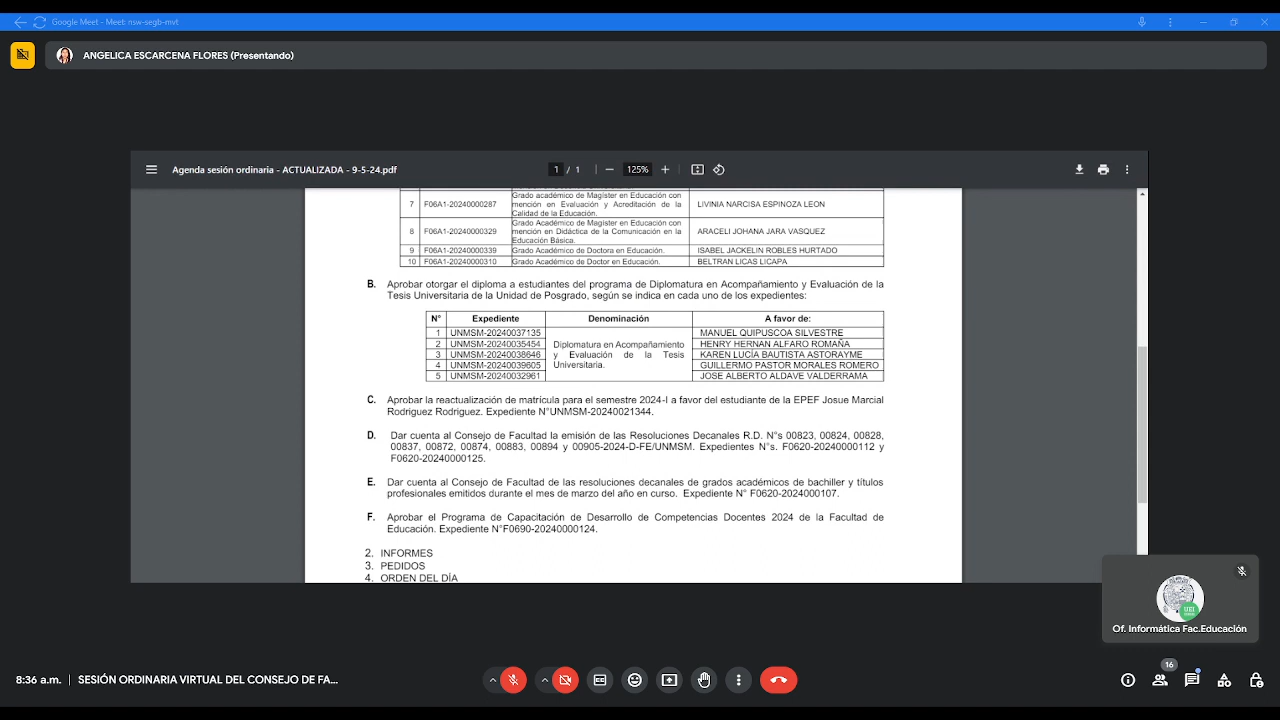 Google Meet - Meet: nsw-segb-mvt
ANGELICA ESCARCENA FLORES (Presentando)
Agenda sesión ordinaria - ACTUALIZADA - 9-5-24.pdf
1 / 1
125%
7 F06A1-20240000287 Grado académico de Magíster en Educación con mención en Evaluación y Acreditación de la Calidad de la Educación. LIVINIA NARCISA ESPINOZA LEON
8 F06A1-20240000329 Grado Académico de Magíster en Educación con mención en Didáctica de la Comunicación en la Educación Básica. ARACELI JOHANA JARA VASQUEZ
9 F06A1-20240000339 Grado Académico de Doctora en Educación. ISABEL JACKELIN ROBLES HURTADO
10 F06A1-20240000310 Grado Académico de Doctor en Educación. BELTRAN LICAS LICAPA
B. Aprobar otorgar el diploma a estudiantes del programa de Diplomatura en Acompañamiento y Evaluación de la
Tesis Universitaria de la Unidad de Posgrado, según se indica en cada uno de los expedientes:
N° Expediente Denominación A favor de:
1 UNMSM-20240037135 MANUEL QUIPUSCOA SILVESTRE
2 UNMSM-20240035454 Diplomatura en Acompañamiento HENRY HERNAN ALFARO ROMAÑA
3 UNMSM-20240038646 y Evaluación de la Tesis KAREN LUCÍA BAUTISTA ASTORAYME
4 UNMSM-20240039605 Universitaria. GUILLERMO PASTOR MORALES ROMERO
5 UNMSM-20240032961 JOSE ALBERTO ALDAVE VALDERRAMA
C. Aprobar la reactualización de matrícula para el semestre 2024-I a favor del estudiante de la EPEF Josue Marcial
Rodriguez Rodriguez. Expediente N°UNMSM-20240021344.
D. Dar cuenta al Consejo de Facultad la emisión de las Resoluciones Decanales R.D. N°s 00823, 00824, 00828,
00837, 00872, 00874, 00883, 00894 y 00905-2024-D-FE/UNMSM. Expedientes N°s. F0620-20240000112 y
F0620-20240000125.
E. Dar cuenta al Consejo de Facultad de las resoluciones decanales de grados académicos de bachiller y títulos
profesionales emitidos durante el mes de marzo del año en curso. Expediente N° F0620-2024000107.
F. Aprobar el Programa de Capacitación de Desarrollo de Competencias Docentes 2024 de la Facultad de
Educación. Expediente N°F0690-20240000124.
2. INFORMES
3. PEDIDOS
4. ORDEN DEL DÍA
Of. Informática Fac.Educación
8:36 a.m. | SESIÓN ORDINARIA VIRTUAL DEL CONSEJO DE FA...
16